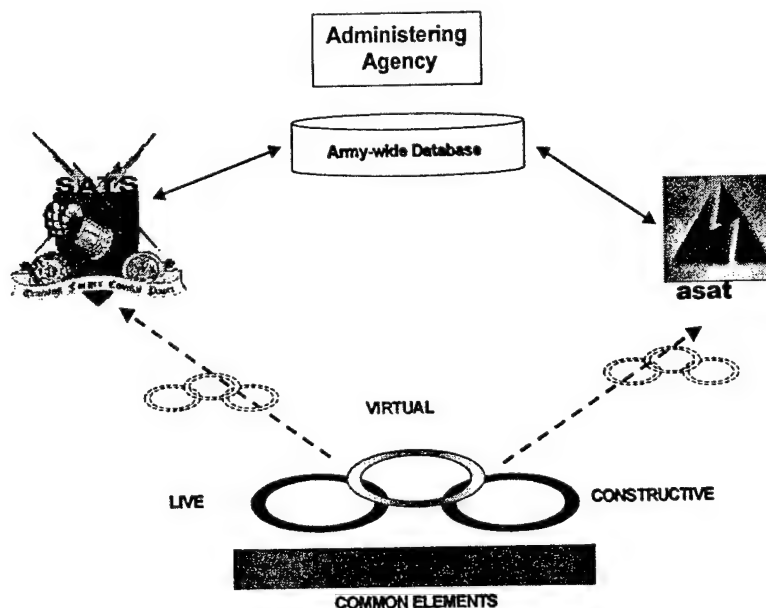 Administering
Agency
Army-wide Database
SATS
asat
VIRTUAL
LIVE
CONSTRUCTIVE
COMMON ELEMENTS